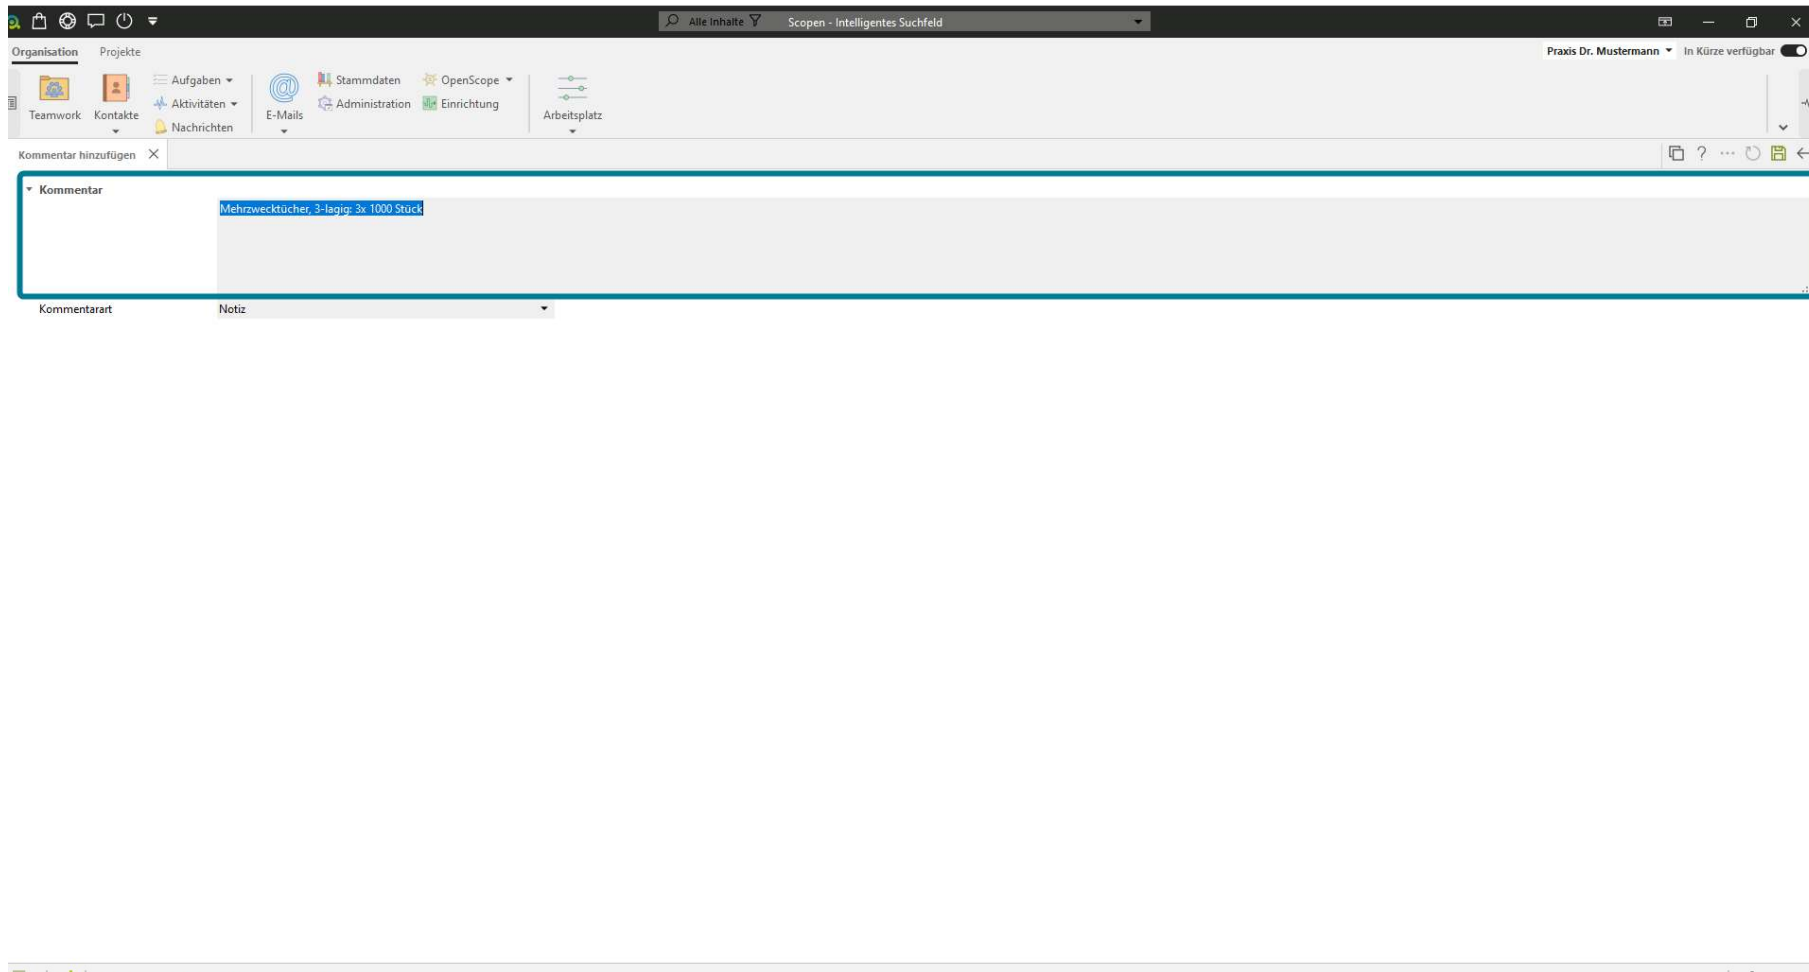 Alle Inhalte Scopen - Intelligentes Suchfeld
Organisation Projekte
Praxis Dr. Mustermann In Kürze verfügbar
Teamwork
Kontakte
Aufgaben
Aktivitäten
Nachrichten
E-Mails
Stammdaten
Administration
OpenScope
Einrichtung
Arbeitsplatz
Kommentar hinzufügen
Kommentar
Mehrzwecktücher, 3-lagig: 3x 1000 Stück
Kommentarart Notiz